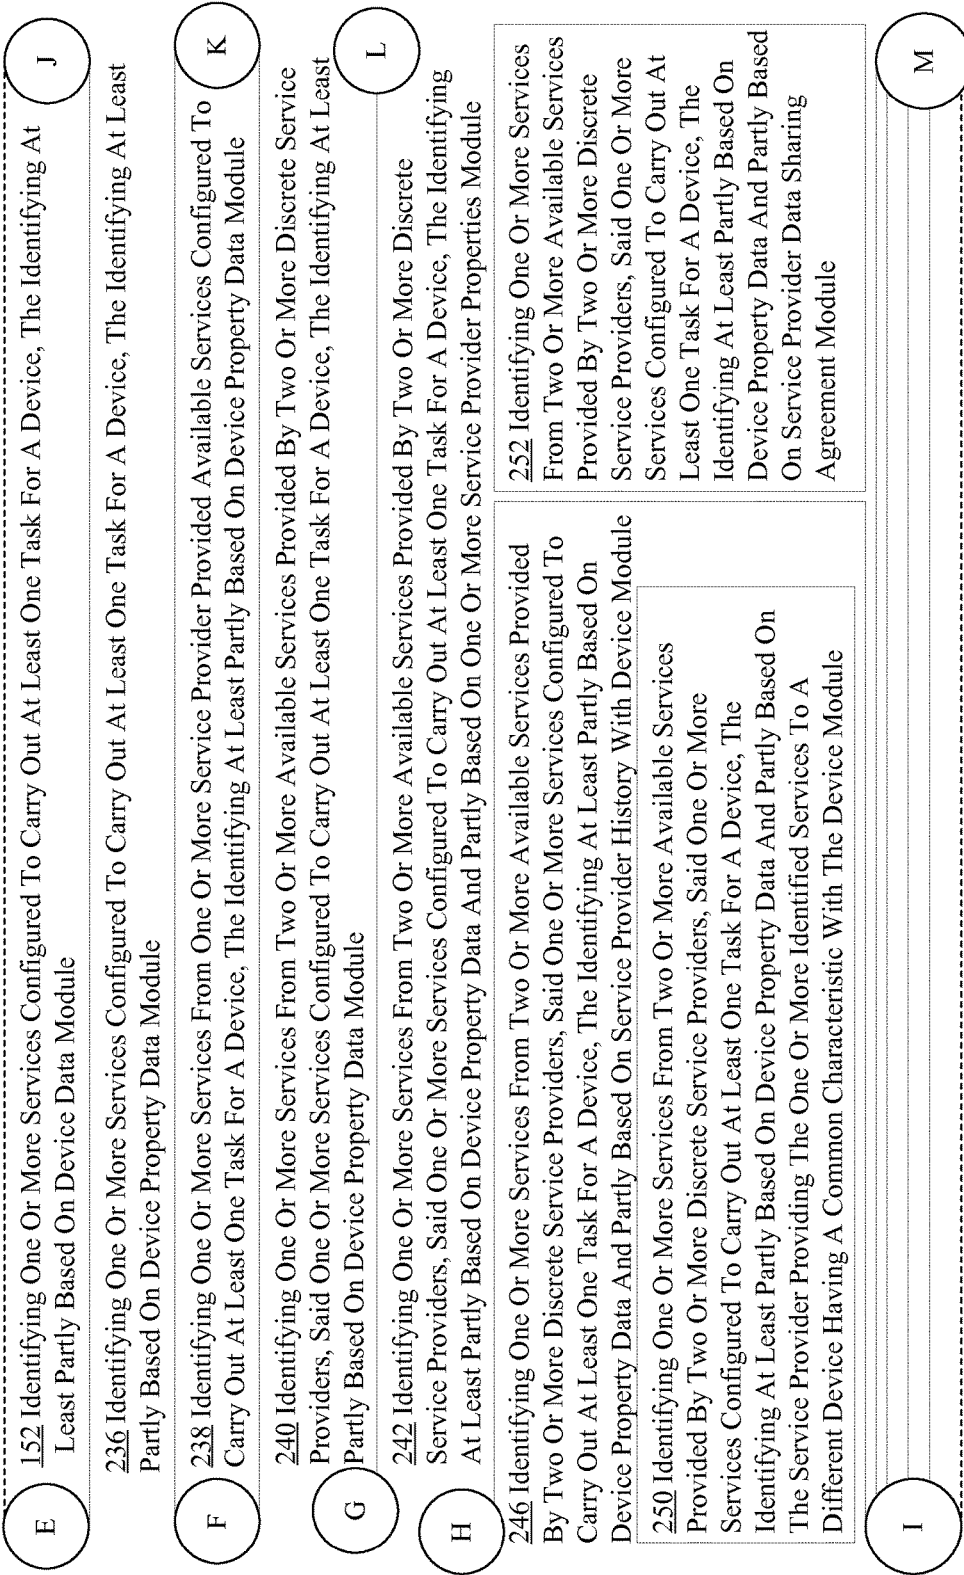 E
J
152 Identifying One Or More Services Configured To Carry Out At Least One Task For A Device, The Identifying At
Least Partly Based On Device Data Module
236 Identifying One Or More Services Configured To Carry Out At Least One Task For A Device, The Identifying At Least
Partly Based On Device Property Data Module
F
K
238 Identifying One Or More Services From One Or More Service Provider Provided Available Services Configured To
Carry Out At Least One Task For A Device, The Identifying At Least Partly Based On Device Property Data Module
G
L
240 Identifying One Or More Services From Two Or More Available Services Provided By Two Or More Discrete Service
Providers, Said One Or More Services Configured To Carry Out At Least One Task For A Device, The Identifying At Least
Partly Based On Device Property Data Module
H
242 Identifying One Or More Services From Two Or More Available Services Provided By Two Or More Discrete
Service Providers, Said One Or More Services Configured To Carry Out At Least One Task For A Device, The Identifying
At Least Partly Based On Device Property Data And Partly Based On One Or More Service Provider Properties Module
246 Identifying One Or More Services From Two Or More Available Services Provided
By Two Or More Discrete Service Providers, Said One Or More Services Configured To
Carry Out At Least One Task For A Device, The Identifying At Least Partly Based On
Device Property Data And Partly Based On Service Provider History With Device Module
250 Identifying One Or More Services From Two Or More Available Services
Provided By Two Or More Discrete Service Providers, Said One Or More
Services Configured To Carry Out At Least One Task For A Device, The
Identifying At Least Partly Based On Device Property Data And Partly Based On
The Service Provider Providing The One Or More Identified Services To A
Different Device Having A Common Characteristic With The Device Module
252 Identifying One Or More Services
From Two Or More Available Services
Provided By Two Or More Discrete
Service Providers, Said One Or More
Services Configured To Carry Out At
Least One Task For A Device, The
Identifying At Least Partly Based On
Device Property Data And Partly Based
On Service Provider Data Sharing
Agreement Module
I
M